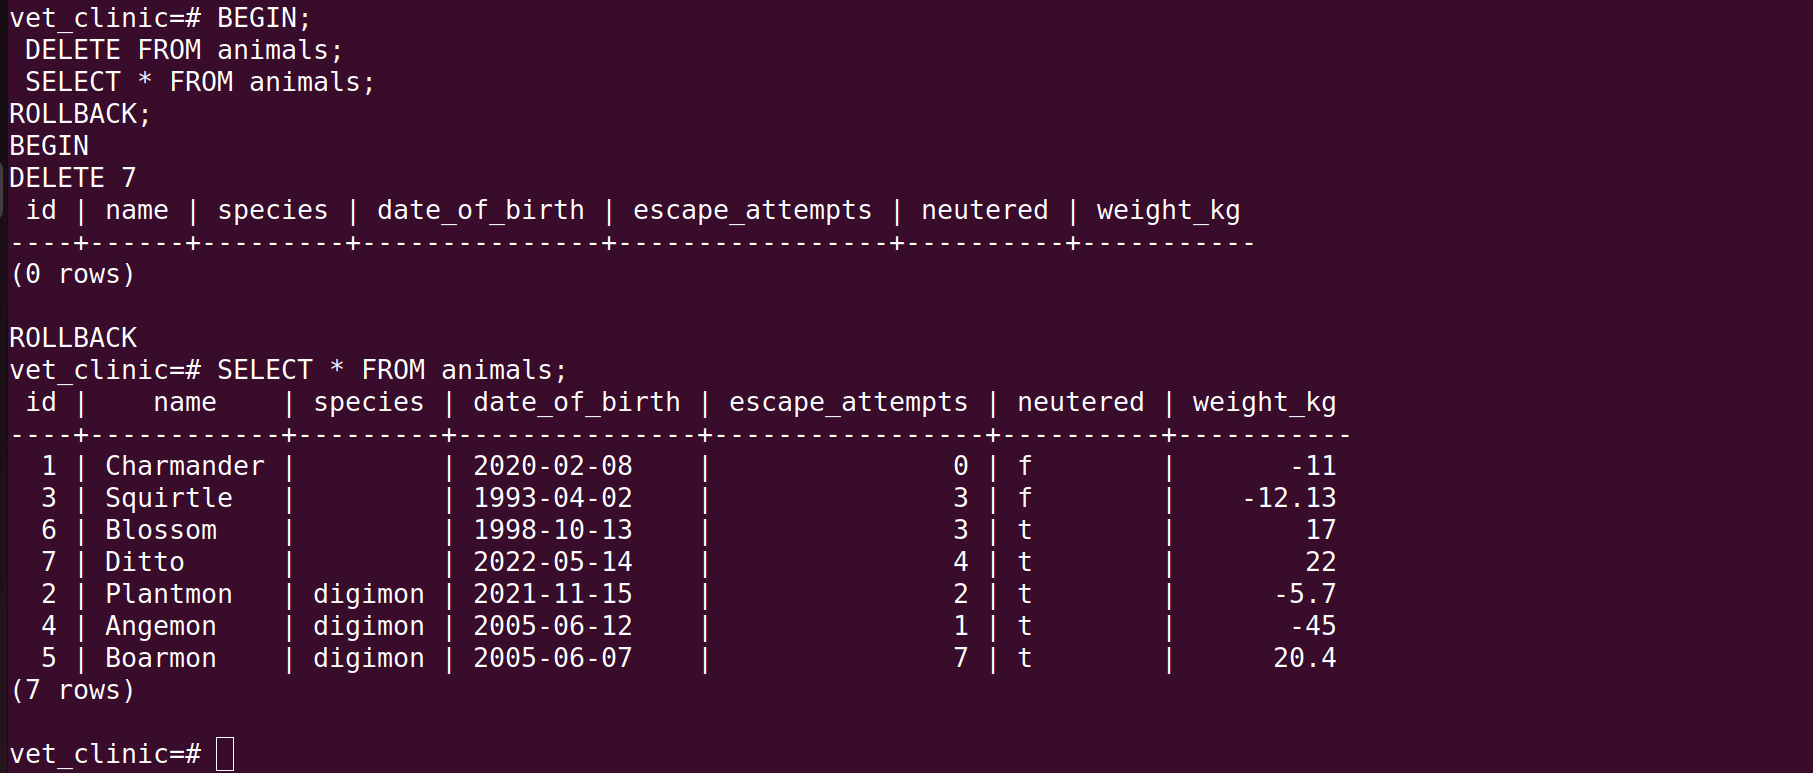 vet_clinic=# BEGIN;
 DELETE FROM animals;
 SELECT * FROM animals;
ROLLBACK;
BEGIN
DELETE 7
 id | name | species | date_of_birth | escape_attempts | neutered | weight_kg
----+------+---------+---------------+-----------------+----------+-----------
(0 rows)

ROLLBACK
vet_clinic=# SELECT * FROM animals;
 id |    name    | species | date_of_birth | escape_attempts | neutered | weight_kg
----+------------+---------+---------------+-----------------+----------+-----------
  1 | Charmander |         | 2020-02-08    |               0 | f        |       -11
  3 | Squirtle   |         | 1993-04-02    |               3 | f        |    -12.13
  6 | Blossom    |         | 1998-10-13    |               3 | t        |        17
  7 | Ditto      |         | 2022-05-14    |               4 | t        |        22
  2 | Plantmon   | digimon | 2021-11-15    |               2 | t        |      -5.7
  4 | Angemon    | digimon | 2005-06-12    |               1 | t        |       -45
  5 | Boarmon    | digimon | 2005-06-07    |               7 | t        |      20.4
(7 rows)

vet_clinic=#